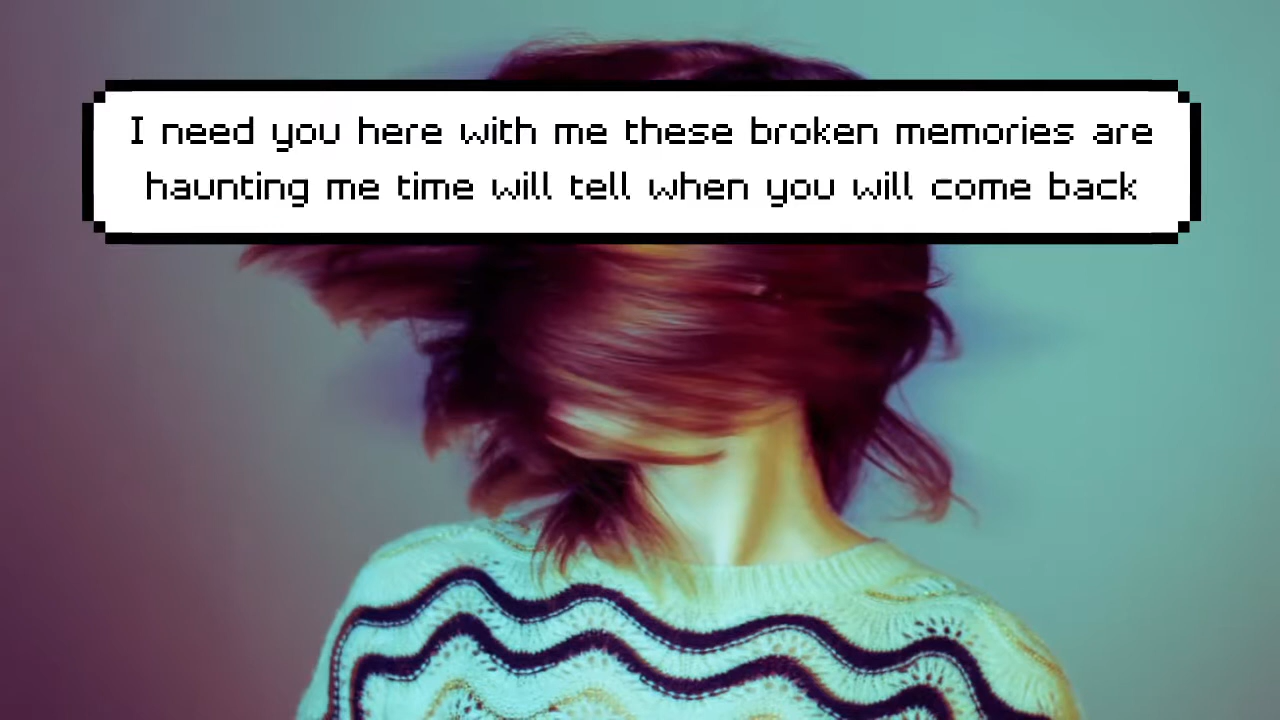 I need you here with me these broken memories are
haunting me time will tell when you will come back